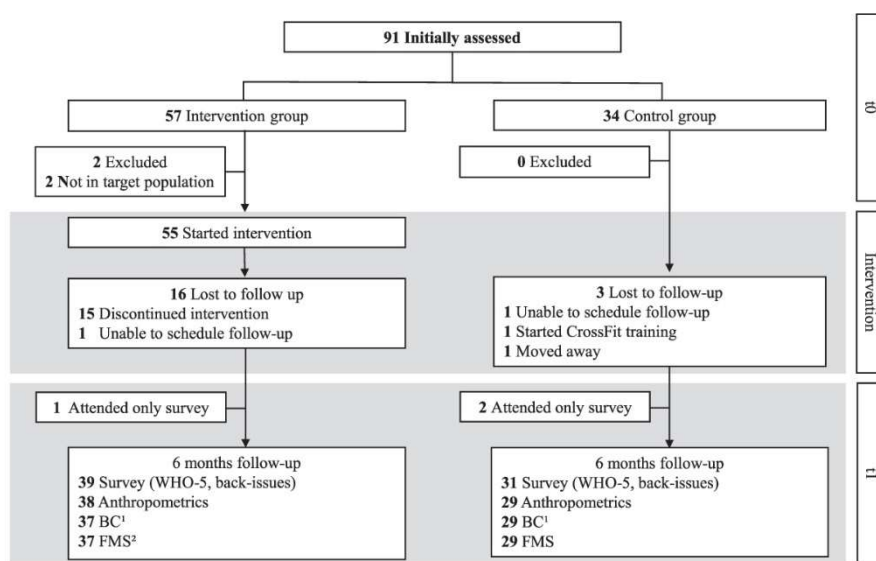 91 Initially assessed
57 Intervention group
34 Control group
2 Excluded
2 Not in target population
0 Excluded
t0
55 Started intervention
16 Lost to follow up
15 Discontinued intervention
1 Unable to schedule follow-up
3 Lost to follow-up
1 Unable to schedule follow-up
1 Started CrossFit training
1 Moved away
Intervention
1 Attended only survey
2 Attended only survey
6 months follow-up
39 Survey (WHO-5, back-issues)
38 Anthropometrics
37 BC¹
37 FMS²
6 months follow-up
31 Survey (WHO-5, back-issues)
29 Anthropometrics
29 BC¹
29 FMS
t1